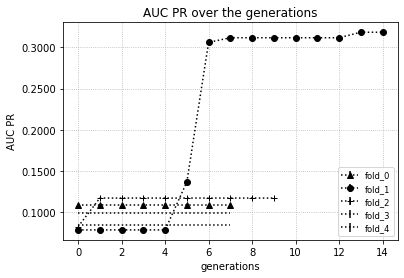 AUC PR over the generations
0.3000
0.2500
0.2000
0.1500
0.1000
AUC PR
0 2 4 6 8 10 12 14
generations
fold_0
fold_1
fold_2
fold_3
fold_4